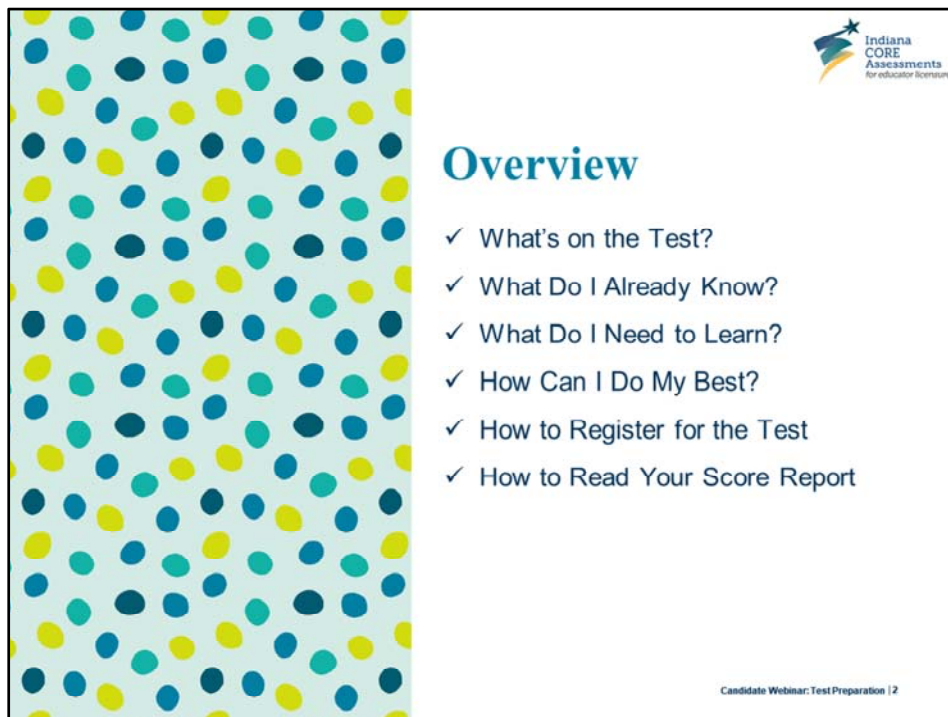 Indiana
CORE
Assessments
for educator licensure
Overview
✓ What's on the Test?
✓ What Do I Already Know?
✓ What Do I Need to Learn?
✓ How Can I Do My Best?
✓ How to Register for the Test
✓ How to Read Your Score Report
Candidate Webinar: Test Preparation | 2